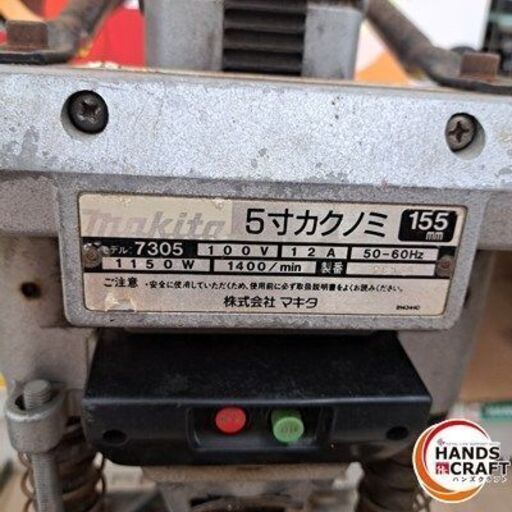 makita 5寸カクノミ 155mm
モデル: 7305 100V 12A 50-60Hz
1150W 1400/min 製番
ご注意・安全に使用していただくため、使用前に必ず取扱説明書をよくお読みください。
株式会社 マキタ
HANDS
CRAFT
ハンズクラフト